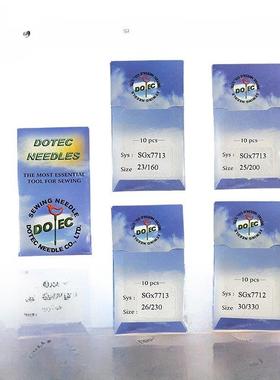 DOTEC
NEEDLES
THE MOST ESSENTIAL
TOOL FOR SEWING
SEWING NEEDLE
DOTEC
DOTEC NEEDLE CO., LTD.
DOTEC
10 pcs
Sys : SGx7713
Size : 23/160
DOTEC
10 pcs
Sys : SGx7713
Size : 25/200
DOTEC
10 pcs
Sys : SGx7713
Size : 26/230
DOTEC
10 pcs
Sys : SGx7712
Size : 30/330